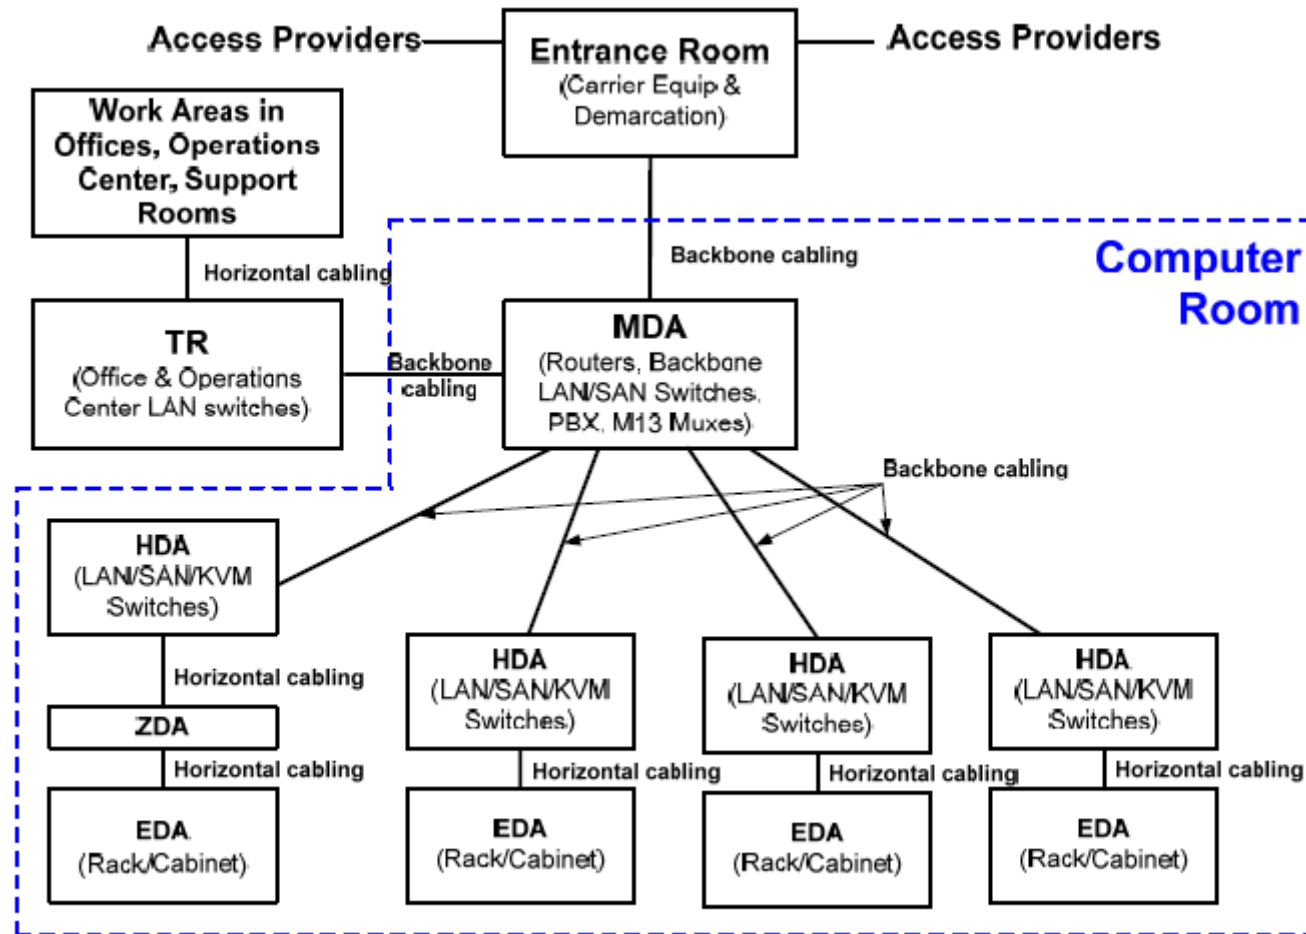 Access Providers
Entrance Room
(Carrier Equip &
Demarcation)
Access Providers
Work Areas in
Offices, Operations
Center, Support
Rooms
Horizontal cabling
Backbone cabling
Computer
Room
TR
(Office & Operations
Center LAN switches)
Backbone
cabling
MDA
(Routers, Backbone
LAN/SAN Switches,
PBX, M13 Muxes)
Backbone cabling
HDA
(LAN/SAN/KVM
Switches)
Horizontal cabling
ZDA
Horizontal cabling
EDA
(Rack/Cabinet)
HDA
(LAN/SAN/KVM
Switches)
Horizontal cabling
EDA
(Rack/Cabinet)
HDA
(LAN/SAN/KVM
Switches)
Horizontal cabling
EDA
(Rack/Cabinet)
HDA
(LAN/SAN/KVM
Switches)
Horizontal cabling
EDA
(Rack/Cabinet)